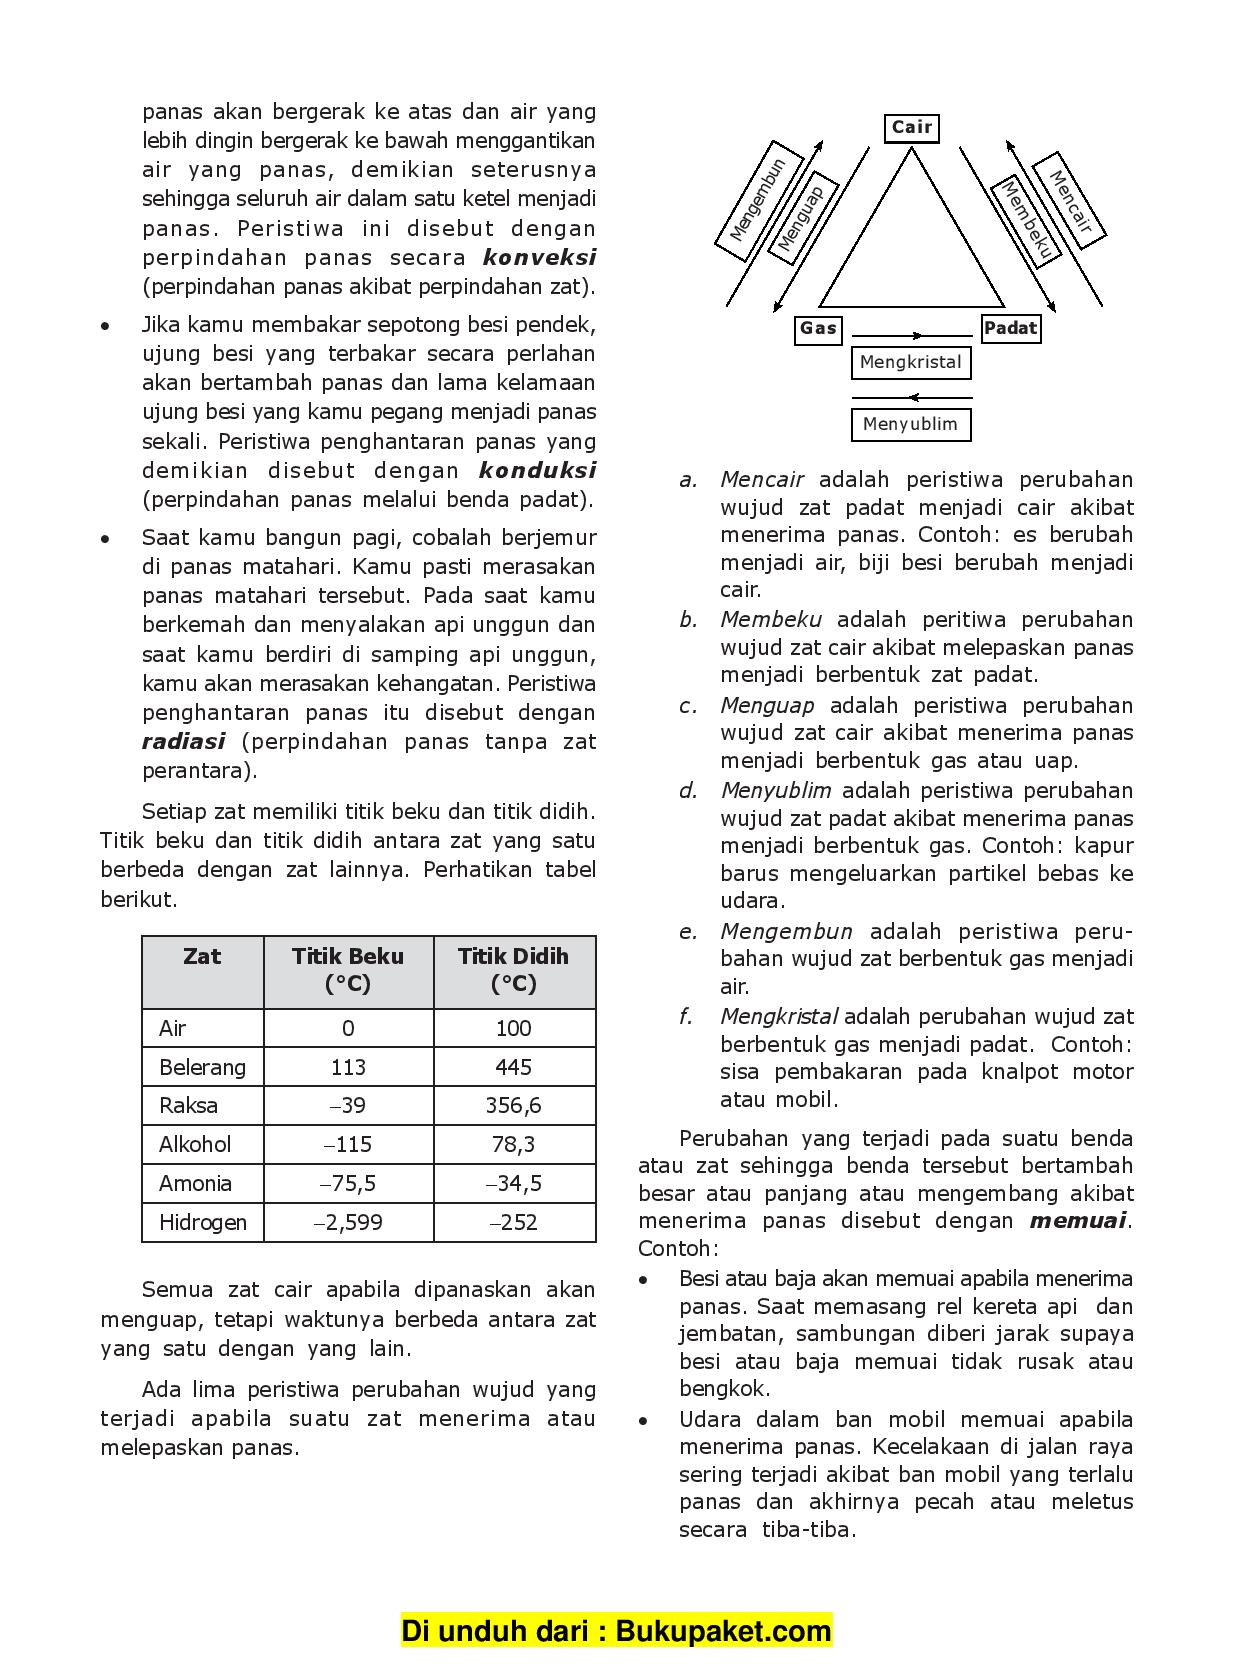 panas akan bergerak ke atas dan air yang
lebih dingin bergerak ke bawah menggantikan
air yang panas, demikian seterusnya
sehingga seluruh air dalam satu ketel menjadi
panas. Peristiwa ini disebut dengan
perpindahan panas secara konveksi
(perpindahan panas akibat perpindahan zat).
• Jika kamu membakar sepotong besi pendek,
ujung besi yang terbakar secara perlahan
akan bertambah panas dan lama kelamaan
ujung besi yang kamu pegang menjadi panas
sekali. Peristiwa penghantaran panas yang
demikian disebut dengan konduksi
(perpindahan panas melalui benda padat).
• Saat kamu bangun pagi, cobalah berjemur
di panas matahari. Kamu pasti merasakan
panas matahari tersebut. Pada saat kamu
berkemah dan menyalakan api unggun dan
saat kamu berdiri di samping api unggun,
kamu akan merasakan kehangatan. Peristiwa
penghantaran panas itu disebut dengan
radiasi (perpindahan panas tanpa zat
perantara).
Setiap zat memiliki titik beku dan titik didih.
Titik beku dan titik didih antara zat yang satu
berbeda dengan zat lainnya. Perhatikan tabel
berikut.
Zat Titik Beku Titik Didih
(°C) (°C)
Air 0 100
Belerang 113 445
Raksa –39 356,6
Alkohol –115 78,3
Amonia –75,5 –34,5
Hidrogen –2,599 –252
Semua zat cair apabila dipanaskan akan
menguap, tetapi waktunya berbeda antara zat
yang satu dengan yang lain.
Ada lima peristiwa perubahan wujud yang
terjadi apabila suatu zat menerima atau
melepaskan panas.
Cair
Mengembun
Menguap
Membeku
Mencair
Gas
Padat
Mengkristal
Menyublim
a. Mencair adalah peristiwa perubahan
wujud zat padat menjadi cair akibat
menerima panas. Contoh: es berubah
menjadi air, biji besi berubah menjadi
cair.
b. Membeku adalah peritiwa perubahan
wujud zat cair akibat melepaskan panas
menjadi berbentuk zat padat.
c. Menguap adalah peristiwa perubahan
wujud zat cair akibat menerima panas
menjadi berbentuk gas atau uap.
d. Menyublim adalah peristiwa perubahan
wujud zat padat akibat menerima panas
menjadi berbentuk gas. Contoh: kapur
barus mengeluarkan partikel bebas ke
udara.
e. Mengembun adalah peristiwa peru-
bahan wujud zat berbentuk gas menjadi
air.
f. Mengkristal adalah perubahan wujud zat
berbentuk gas menjadi padat. Contoh:
sisa pembakaran pada knalpot motor
atau mobil.
Perubahan yang terjadi pada suatu benda
atau zat sehingga benda tersebut bertambah
besar atau panjang atau mengembang akibat
menerima panas disebut dengan memuai.
Contoh:
• Besi atau baja akan memuai apabila menerima
panas. Saat memasang rel kereta api dan
jembatan, sambungan diberi jarak supaya
besi atau baja memuai tidak rusak atau
bengkok.
• Udara dalam ban mobil memuai apabila
menerima panas. Kecelakaan di jalan raya
sering terjadi akibat ban mobil yang terlalu
panas dan akhirnya pecah atau meletus
secara tiba-tiba.
Di unduh dari : Bukupaket.com